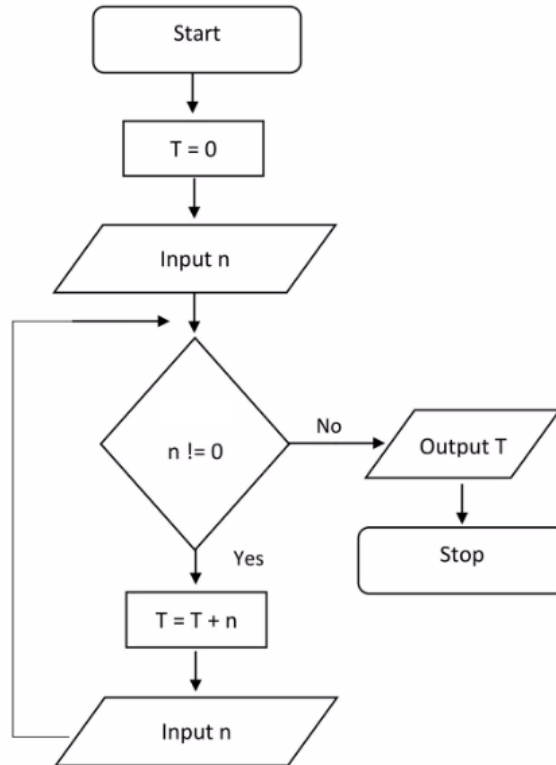 Start
T = 0
Input n
n != 0
No
Output T
Stop
Yes
T = T + n
Input n